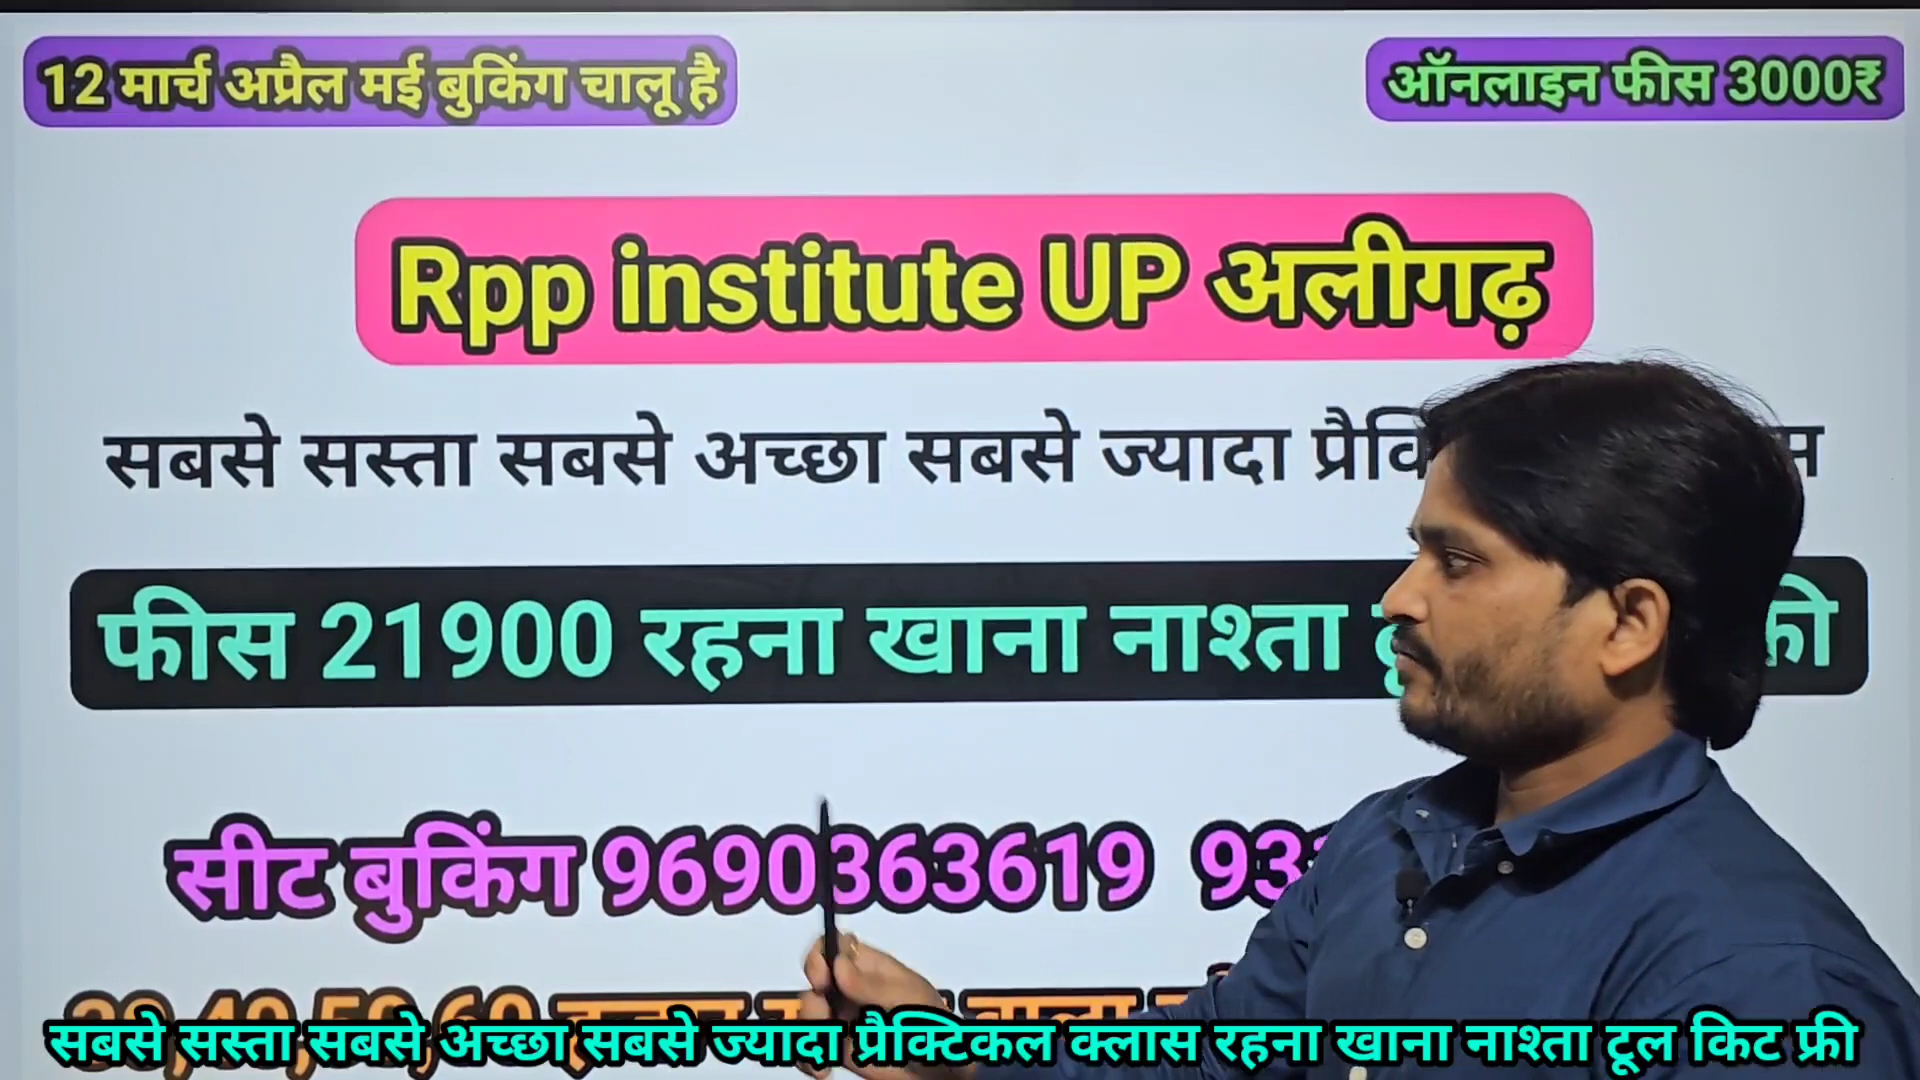 12 मार्च अप्रैल मई बुकिंग चालू है
ऑनलाइन फीस 3000₹
Rpp institute UP अलीगढ़
सबसे सस्ता सबसे अच्छा सबसे ज्यादा
फीस 21900 रहना खाना नाश्ता
सीट बुकिंग 9690363619
सबसे सस्ता सबसे अच्छा सबसे ज्यादा प्रैक्टिकल क्लास रहना खाना नाश्ता टूल किट फ्री